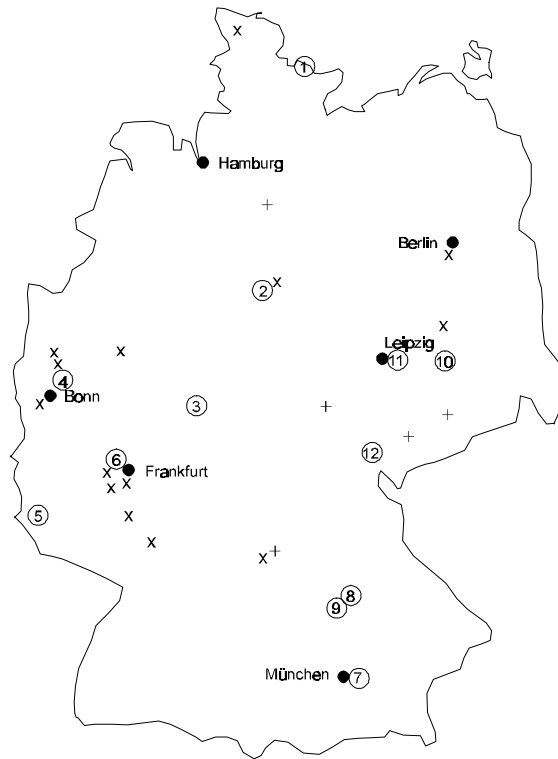 x
1
Hamburg
+
Berlin
x
2
x
x
Leipzig
x
x
11
10
x
4
Bonn
x
3
+
+
+
12
6
x
Frankfurt
x
x
5
x
x
x
+
8
9
München
7